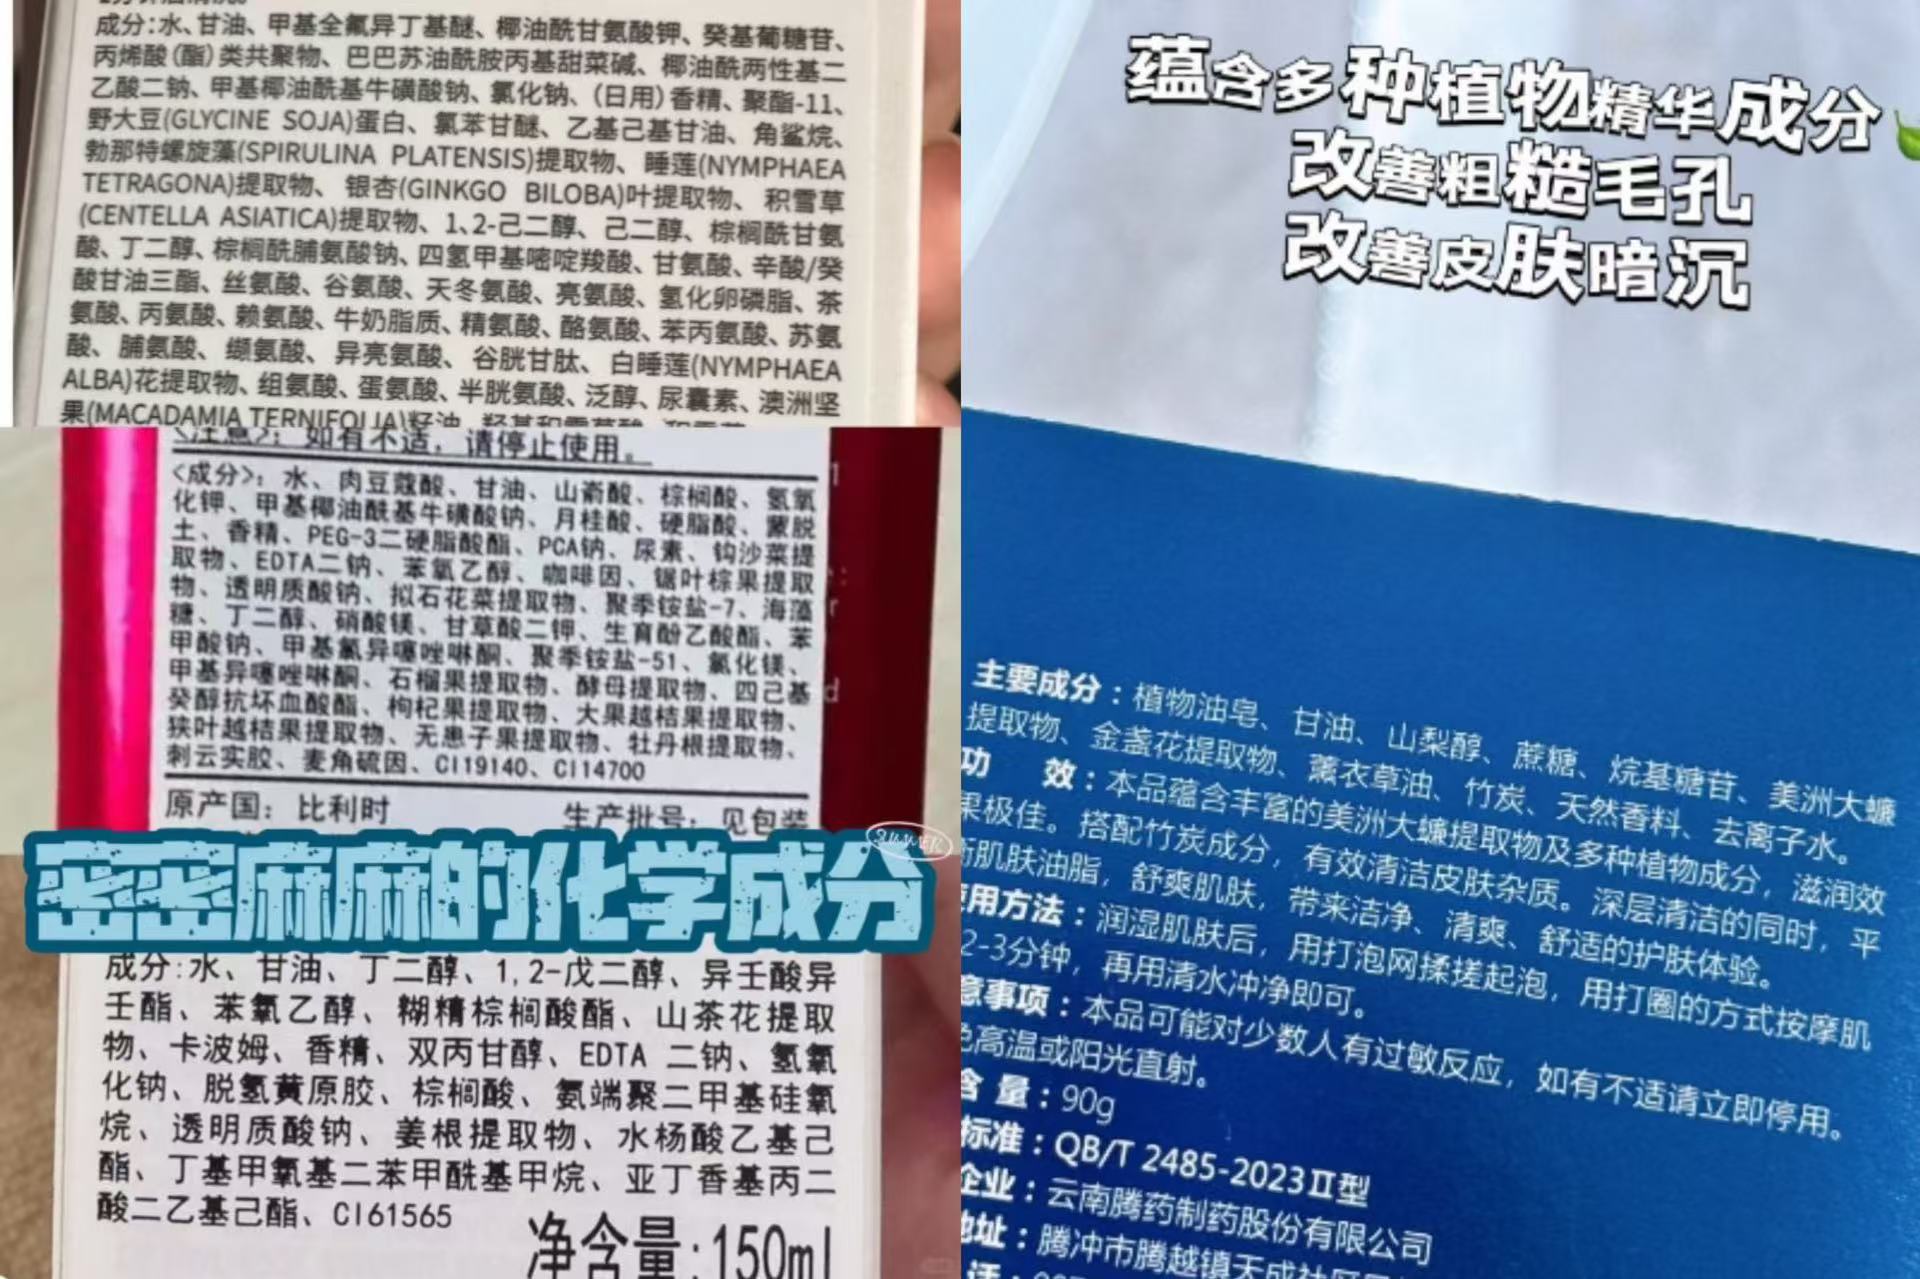 成分:水、甘油、甲基全氟异丁基醚、椰油酰甘氨酸钾、癸基葡糖苷、
丙烯酸(酯)类共聚物、巴巴苏油酰胺丙基甜菜碱、椰油酰两性基二
乙酸二钠、甲基椰油酰基牛磺酸钠、氯化钠、(日用)香精、聚酯-11、
野大豆(GLYCINE SOJA)蛋白、氯苯甘醚、乙基己基甘油、角鲨烷、
勃那特螺旋藻(SPIRULINA PLATENSIS)提取物、睡莲(NYMPHAEA
TETRAGONA)提取物、银杏(GINKGO BILOBA)叶提取物、积雪草
(CENTELLA ASIATICA)提取物、1,2-己二醇、己二醇、棕榈酰甘氨
酸、丁二醇、棕榈酰脯氨酸钠、四氢甲基嘧啶羧酸、甘氨酸、辛酸/癸
酸甘油三酯、丝氨酸、谷氨酸、天冬氨酸、亮氨酸、氢化卵磷脂、茶
氨酸、丙氨酸、赖氨酸、牛奶脂质、精氨酸、酪氨酸、苯丙氨酸、苏氨
酸、脯氨酸、缬氨酸、异亮氨酸、谷胱甘肽、白睡莲(NYMPHAEA
ALBA)花提取物、组氨酸、蛋氨酸、半胱氨酸、泛醇、尿囊素、澳洲坚
果(MACADAMIA TERNIFOLIA)籽油、
<注意>:如有不适,请停止使用。
<成分>:水、肉豆蔻酸、甘油、山嵛酸、棕榈酸、氢氧
化钾、甲基椰油酰基牛磺酸钠、月桂酸、硬脂酸、蒙脱
土、香精、PEG-3二硬脂酸酯、PCA钠、尿素、钩沙菜提
取物、EDTA二钠、苯氧乙醇、咖啡因、锯叶棕果提取
物、透明质酸钠、拟石花菜提取物、聚季铵盐-7、海藻
糖、丁二醇、硝酸镁、甘草酸二钾、生育酚乙酸酯、苯
甲酸钠、甲基氯异噻唑啉酮、聚季铵盐-51、氯化镁、
甲基异噻唑啉酮、石榴果提取物、酵母提取物、四己基
癸醇抗坏血酸酯、枸杞果提取物、大果越桔果提取物、
狭叶越桔果提取物、无患子果提取物、牡丹根提取物、
刺云实胶、麦角硫因、CI19140、CI14700
原产国:比利时 生产批号:见包装
密密麻麻的化学成分
SUMMER
成分:水、甘油、丁二醇、1,2-戊二醇、异壬酸异
壬酯、苯氧乙醇、糊精棕榈酸酯、山茶花提取
物、卡波姆、香精、双丙甘醇、EDTA 二钠、氢氧
化钠、脱氢黄原胶、棕榈酸、氨端聚二甲基硅氧
烷、透明质酸钠、姜根提取物、水杨酸乙基己
酯、丁基甲氧基二苯甲酰基甲烷、亚丁香基丙二
酸二乙基己酯、CI61565
净含量:150ml
蕴含多种植物精华成分
改善粗糙毛孔
改善皮肤暗沉
主要成分:植物油皂、甘油、山梨醇、蔗糖、烷基糖苷、美洲大蠊
提取物、金盏花提取物、薰衣草油、竹炭、天然香料、去离子水。
功 效:本品蕴含丰富的美洲大蠊提取物及多种植物成分,滋润效
果极佳。搭配竹炭成分,有效清洁皮肤杂质。深层清洁的同时,平
肌肤油脂,舒爽肌肤,带来洁净、清爽、舒适的护肤体验。
用方法:润湿肌肤后,用打泡网揉搓起泡,用打圈的方式按摩肌
2-3分钟,再用清水冲净即可。
意事项:本品可能对少数人有过敏反应,如有不适请立即停用。
高温或阳光直射。
含 量:90g
标准:QB/T 2485-2023Ⅱ型
企业:云南腾药制药股份有限公司
地址:腾冲市腾越镇天成社区